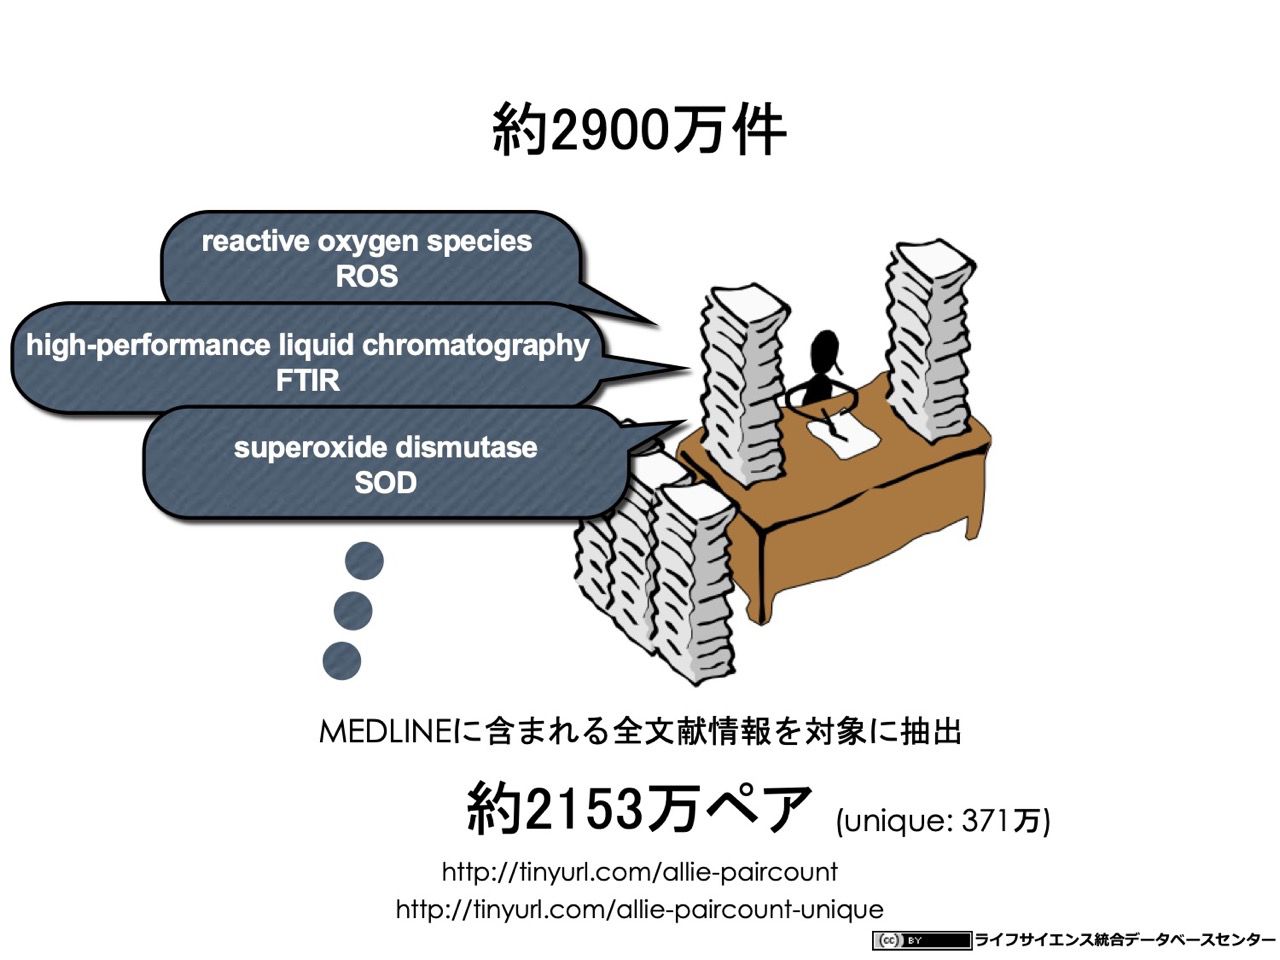 約2900万件
reactive oxygen species
ROS
high-performance liquid chromatography
FTIR
superoxide dismutase
SOD
MEDLINEに含まれる全文献情報を対象に抽出
約2153万ペア (unique: 371万)
http://tinyurl.com/allie-paircount
http://tinyurl.com/allie-paircount-unique
cc BY ライフサイエンス統合データベースセンター